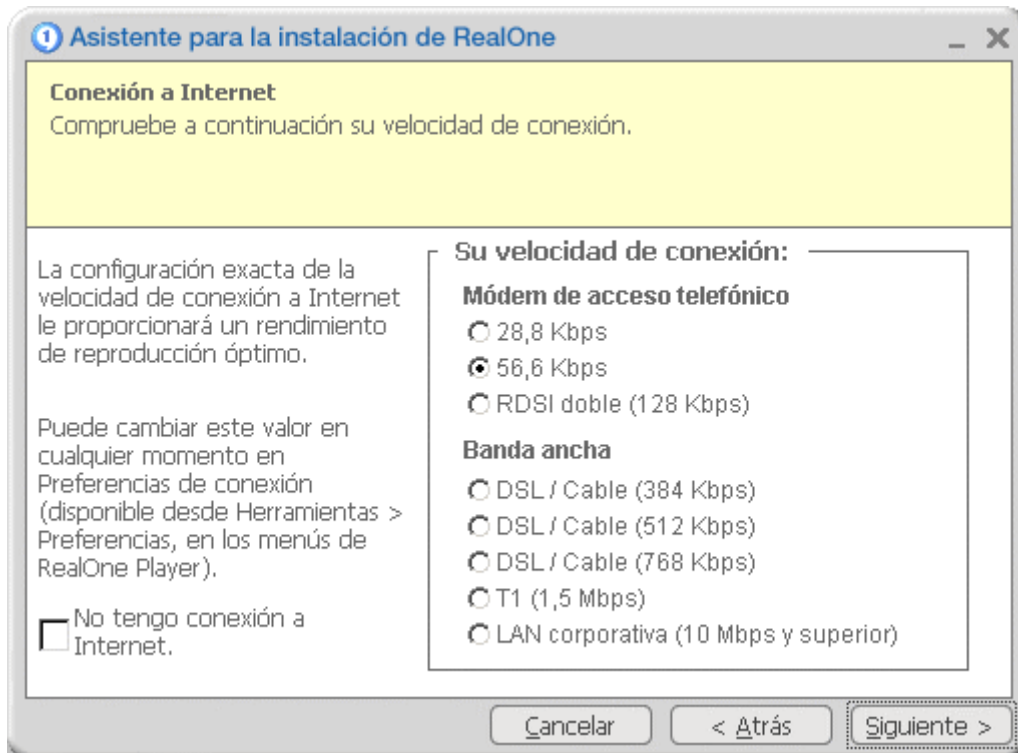 1 Asistente para la instalación de RealOne
Conexión a Internet
Compruebe a continuación su velocidad de conexión.
La configuración exacta de la
velocidad de conexión a Internet
le proporcionará un rendimiento
de reproducción óptimo.
Puede cambiar este valor en
cualquier momento en
Preferencias de conexión
(disponible desde Herramientas >
Preferencias, en los menús de
RealOne Player).
No tengo conexión a
Internet.
Su velocidad de conexión:
Módem de acceso telefónico
28,8 Kbps
56,6 Kbps
RDSI doble (128 Kbps)
Banda ancha
DSL / Cable (384 Kbps)
DSL / Cable (512 Kbps)
DSL / Cable (768 Kbps)
T1 (1,5 Mbps)
LAN corporativa (10 Mbps y superior)
Cancelar
< Atrás
Siguiente >